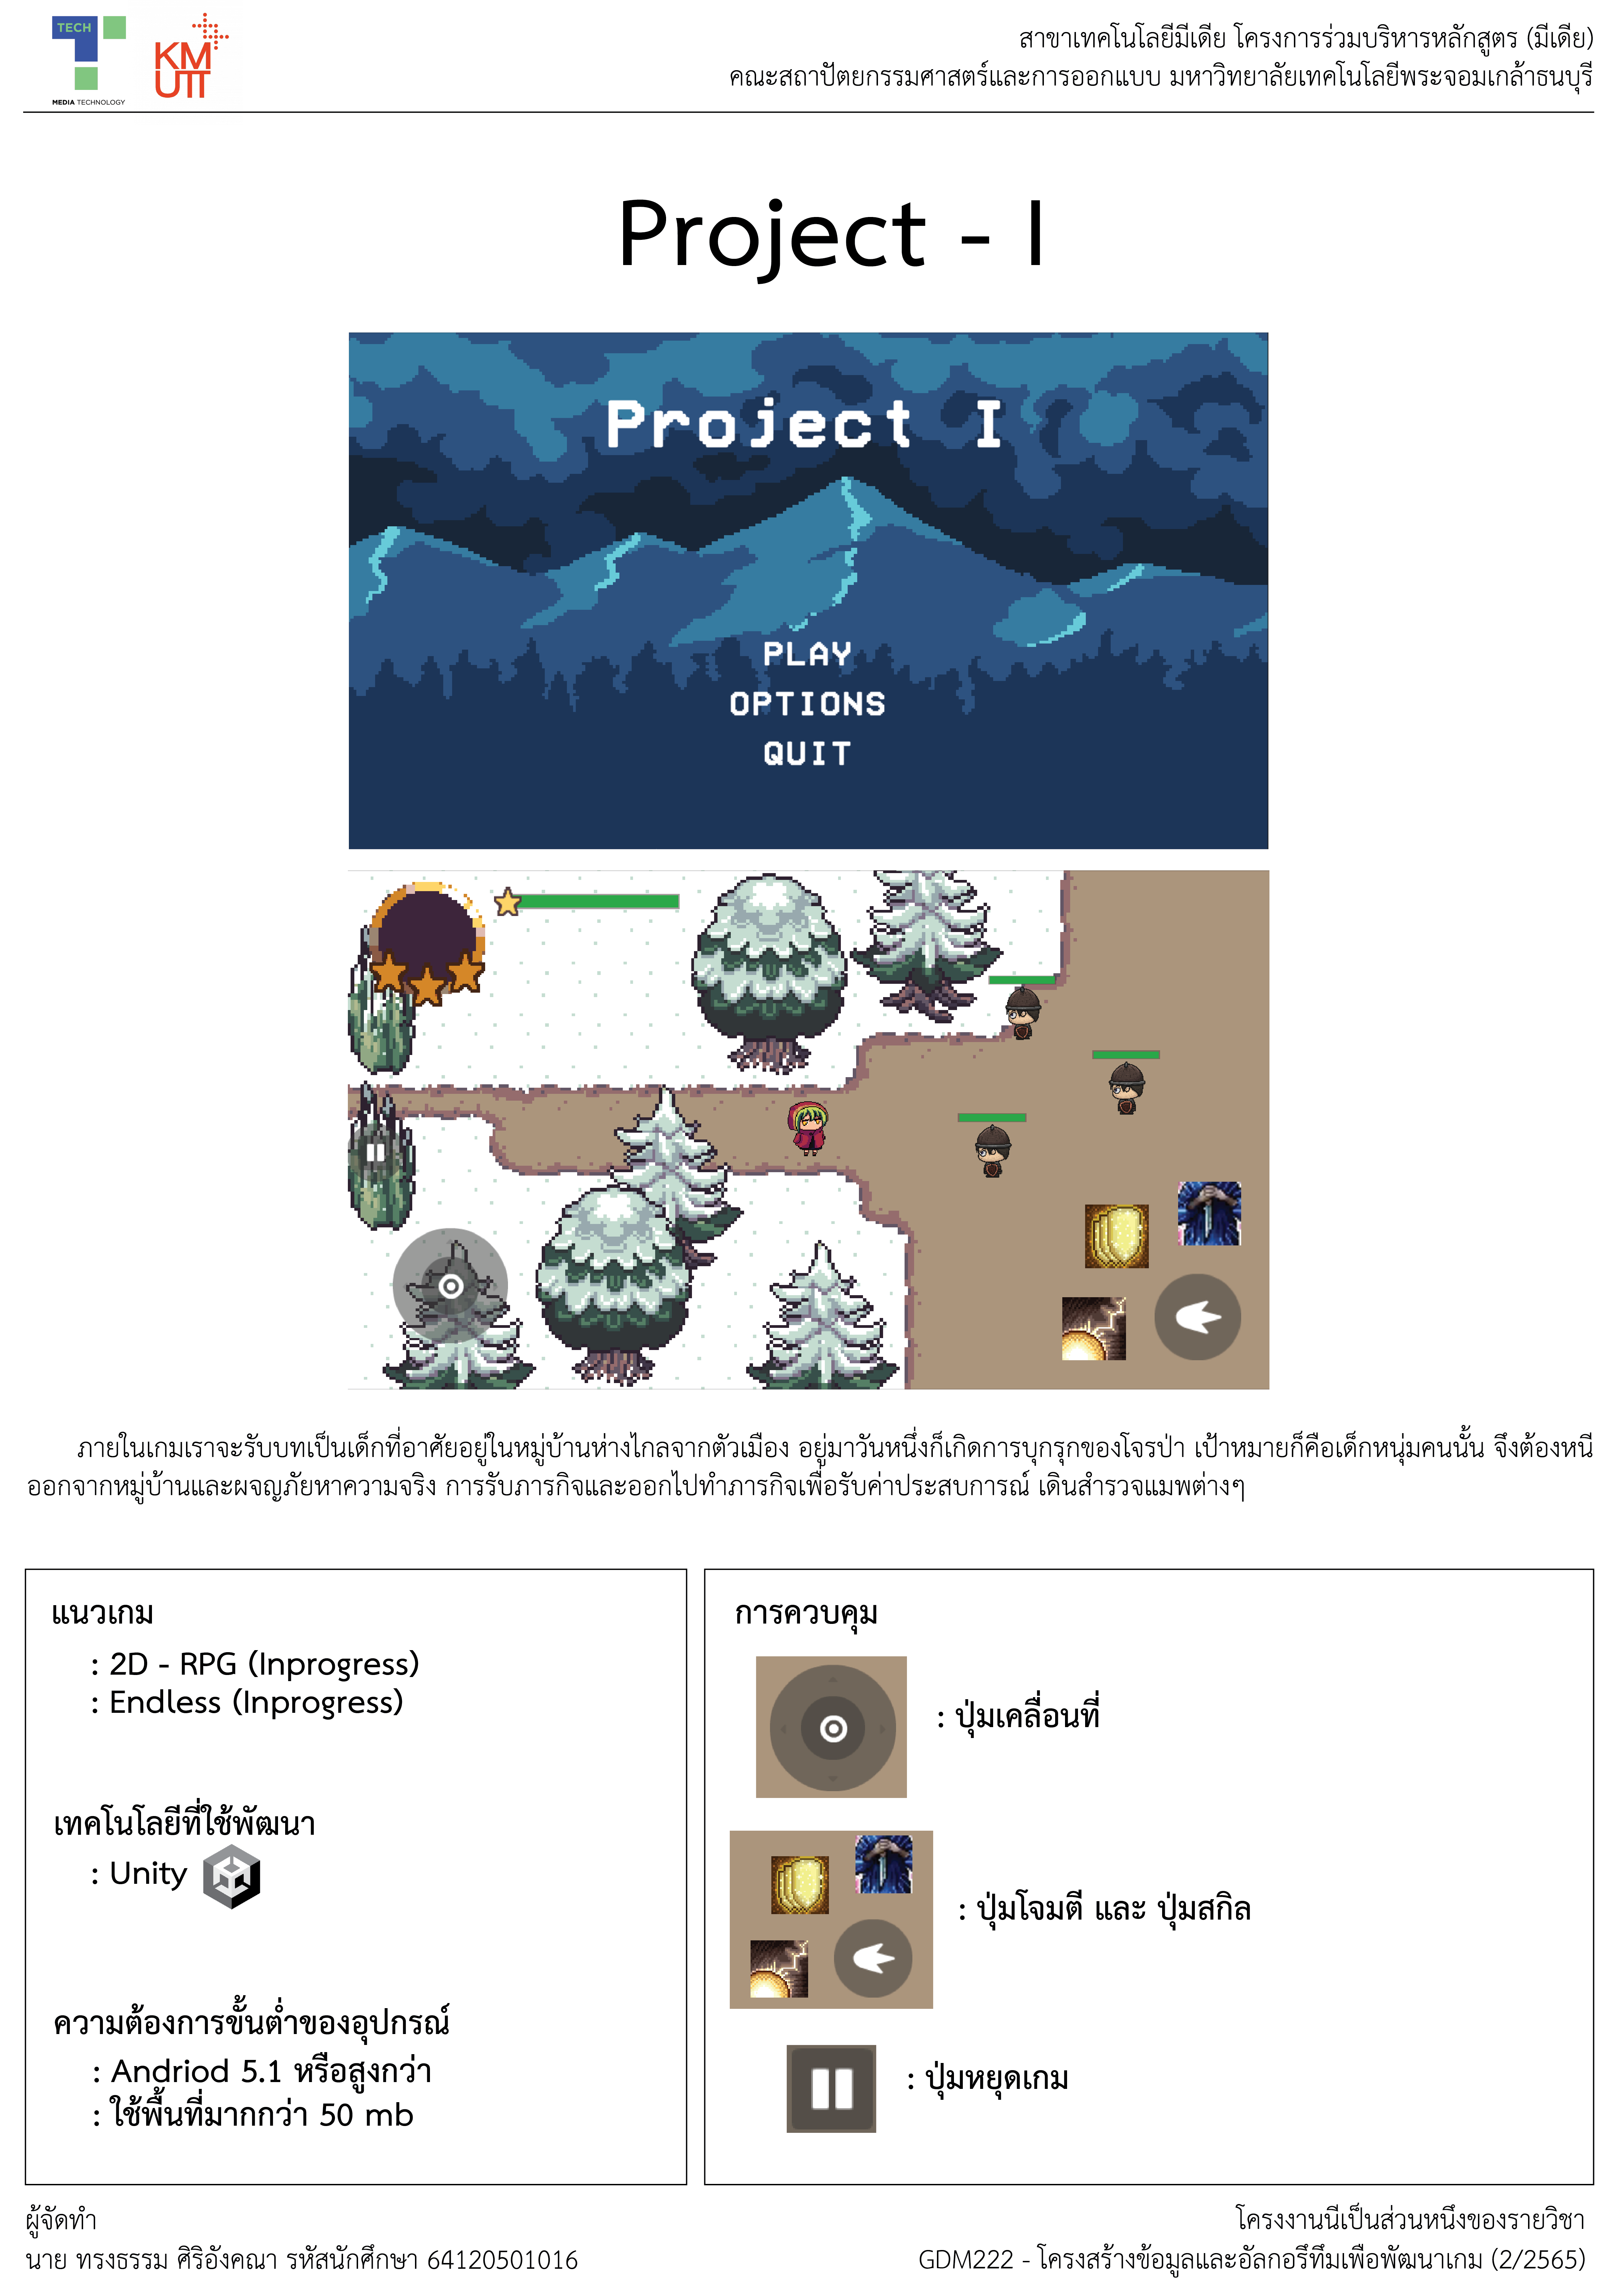 TECH
MEDIA TECHNOLOGY
KM
UTT
สาขาเทคโนโลยีมีเดีย โครงการร่วมบริหารหลักสูตร (มีเดีย)
คณะสถาปัตยกรรมศาสตร์และการออกแบบ มหาวิทยาลัยเทคโนโลยีพระจอมเกล้าธนบุรี
Project - I
Project I
PLAY
OPTIONS
QUIT
ภายในเกมเราจะรับบทเป็นเด็กที่อาศัยอยู่ในหมู่บ้านห่างไกลจากตัวเมือง อยู่มาวันหนึ่งก็เกิดการบุกรุกของโจรป่า เป้าหมายก็คือเด็กหนุ่มคนนั้น จึงต้องหนี
ออกจากหมู่บ้านและผจญภัยหาความจริง การรับภารกิจและออกไปทำภารกิจเพื่อรับค่าประสบการณ์ เดินสำรวจแมพต่างๆ
แนวเกม
: 2D - RPG (Inprogress)
: Endless (Inprogress)
เทคโนโลยีที่ใช้พัฒนา
: Unity
ความต้องการขั้นต่ำของอุปกรณ์
: Andriod 5.1 หรือสูงกว่า
: ใช้พื้นที่มากกว่า 50 mb
การควบคุม
: ปุ่มเคลื่อนที่
: ปุ่มโจมตี และ ปุ่มสกิล
: ปุ่มหยุดเกม
ผู้จัดทำ
นาย ทรงธรรม ศิริอังคณา รหัสนักศึกษา 64120501016
โครงงานนี้เป็นส่วนหนึ่งของรายวิชา
GDM222 - โครงสร้างข้อมูลและอัลกอรึทึมเพื่อพัฒนาเกม (2/2565)